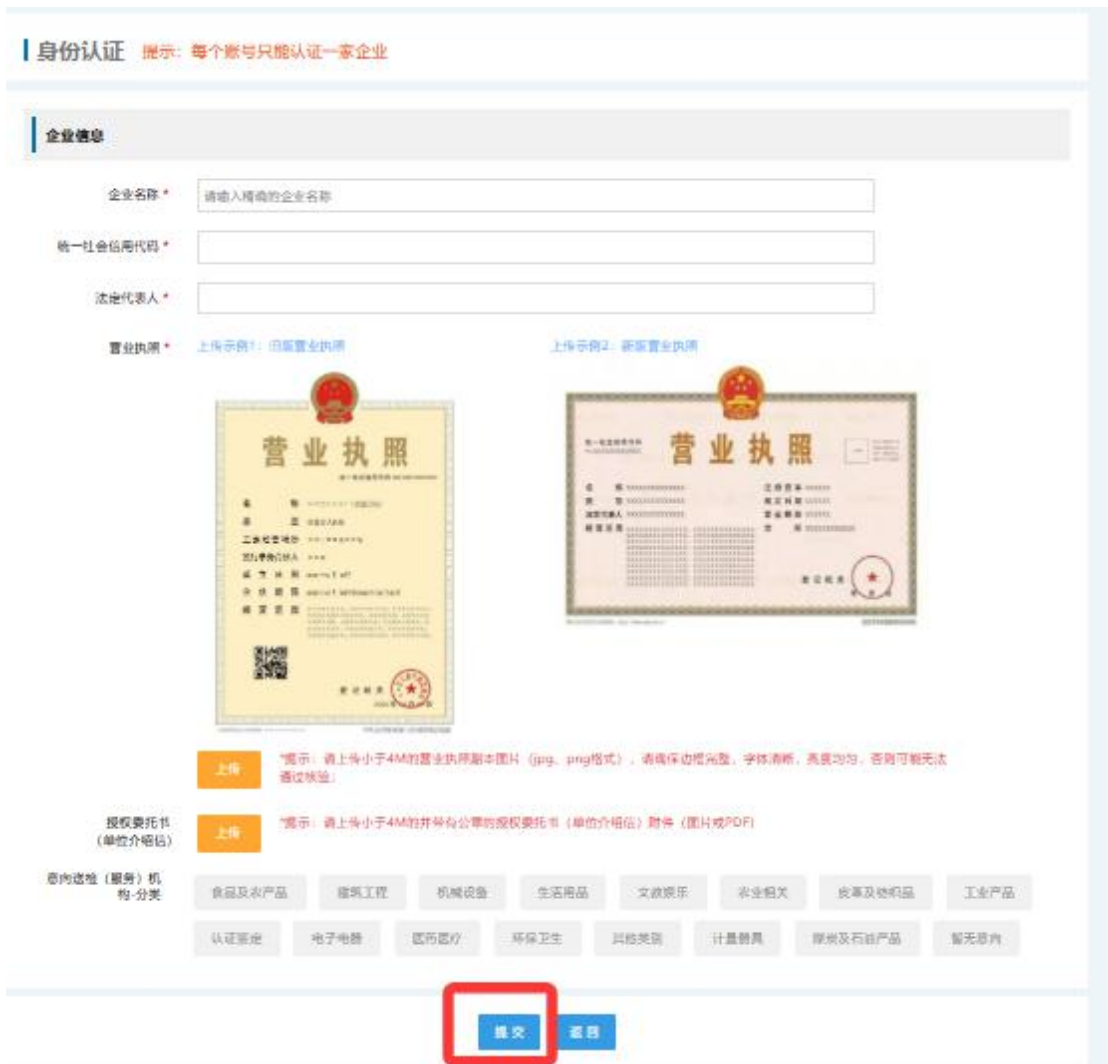 身份认证 提示：每个账号只能认证一家企业
企业信息
企业名称 *
请输入精确的企业名称
统一社会信用代码 *
法定代表人 *
营业执照 *
上传示例1：旧版营业执照
上传示例2：新版营业执照
营业执照
营业执照
登记机关
登记机关
上传
*提示：请上传小于4M的营业执照副本图片（jpg、png格式），请确保边框完整，字体清晰，亮度均匀，否则可能无法
通过核验；
授权委托书
（单位介绍信）
上传
*提示：请上传小于4M的并带有公章的授权委托书（单位介绍信）附件（图片或PDF）
意向送检（服务）机
构-分类
食品及农产品 建筑工程 机械设备 生活用品 文教娱乐 农业相关 皮革及纺织品 工业产品
认证鉴定 电子电器 医药医疗 环保卫生 其他类别 计量器具 煤炭及石油产品 暂无意向
提交 返回